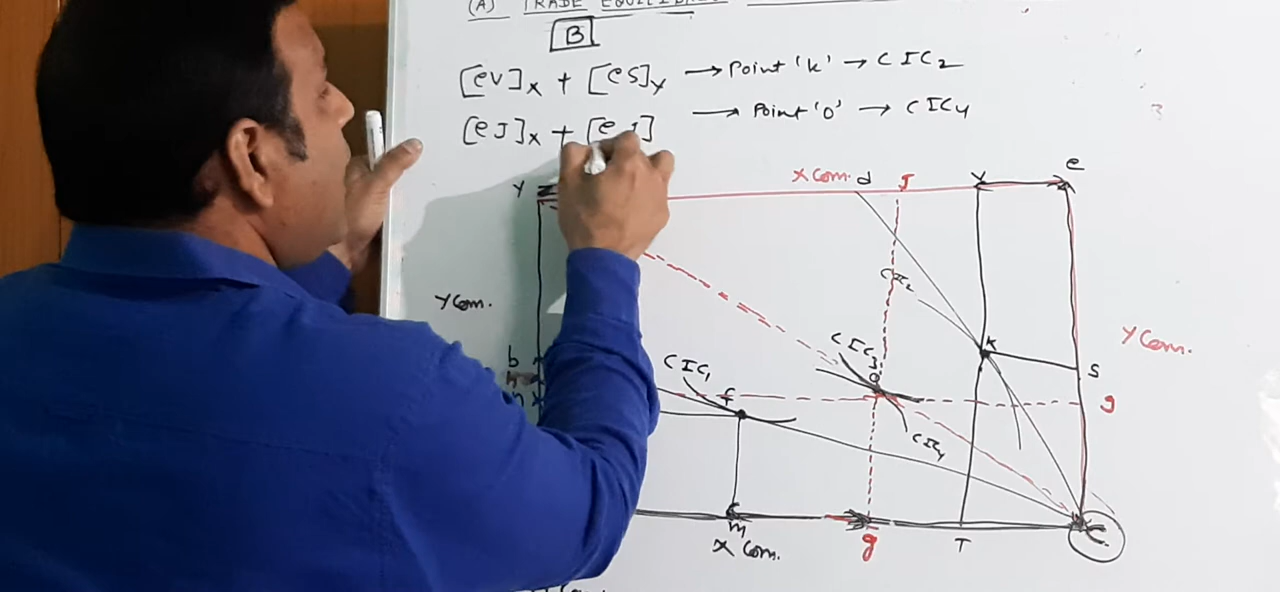 (A) TRADE
B
[ev]x + [es]y → Point 'K' → CIC2
[eJ]x + [e → Point 'O' → CIC4
X Com. d J v e
Y
Y Com.
CIC2
Y Com.
K
b
CIC3
S
CIC1
O
f g
n
CIC4
C
m g T
X Com.